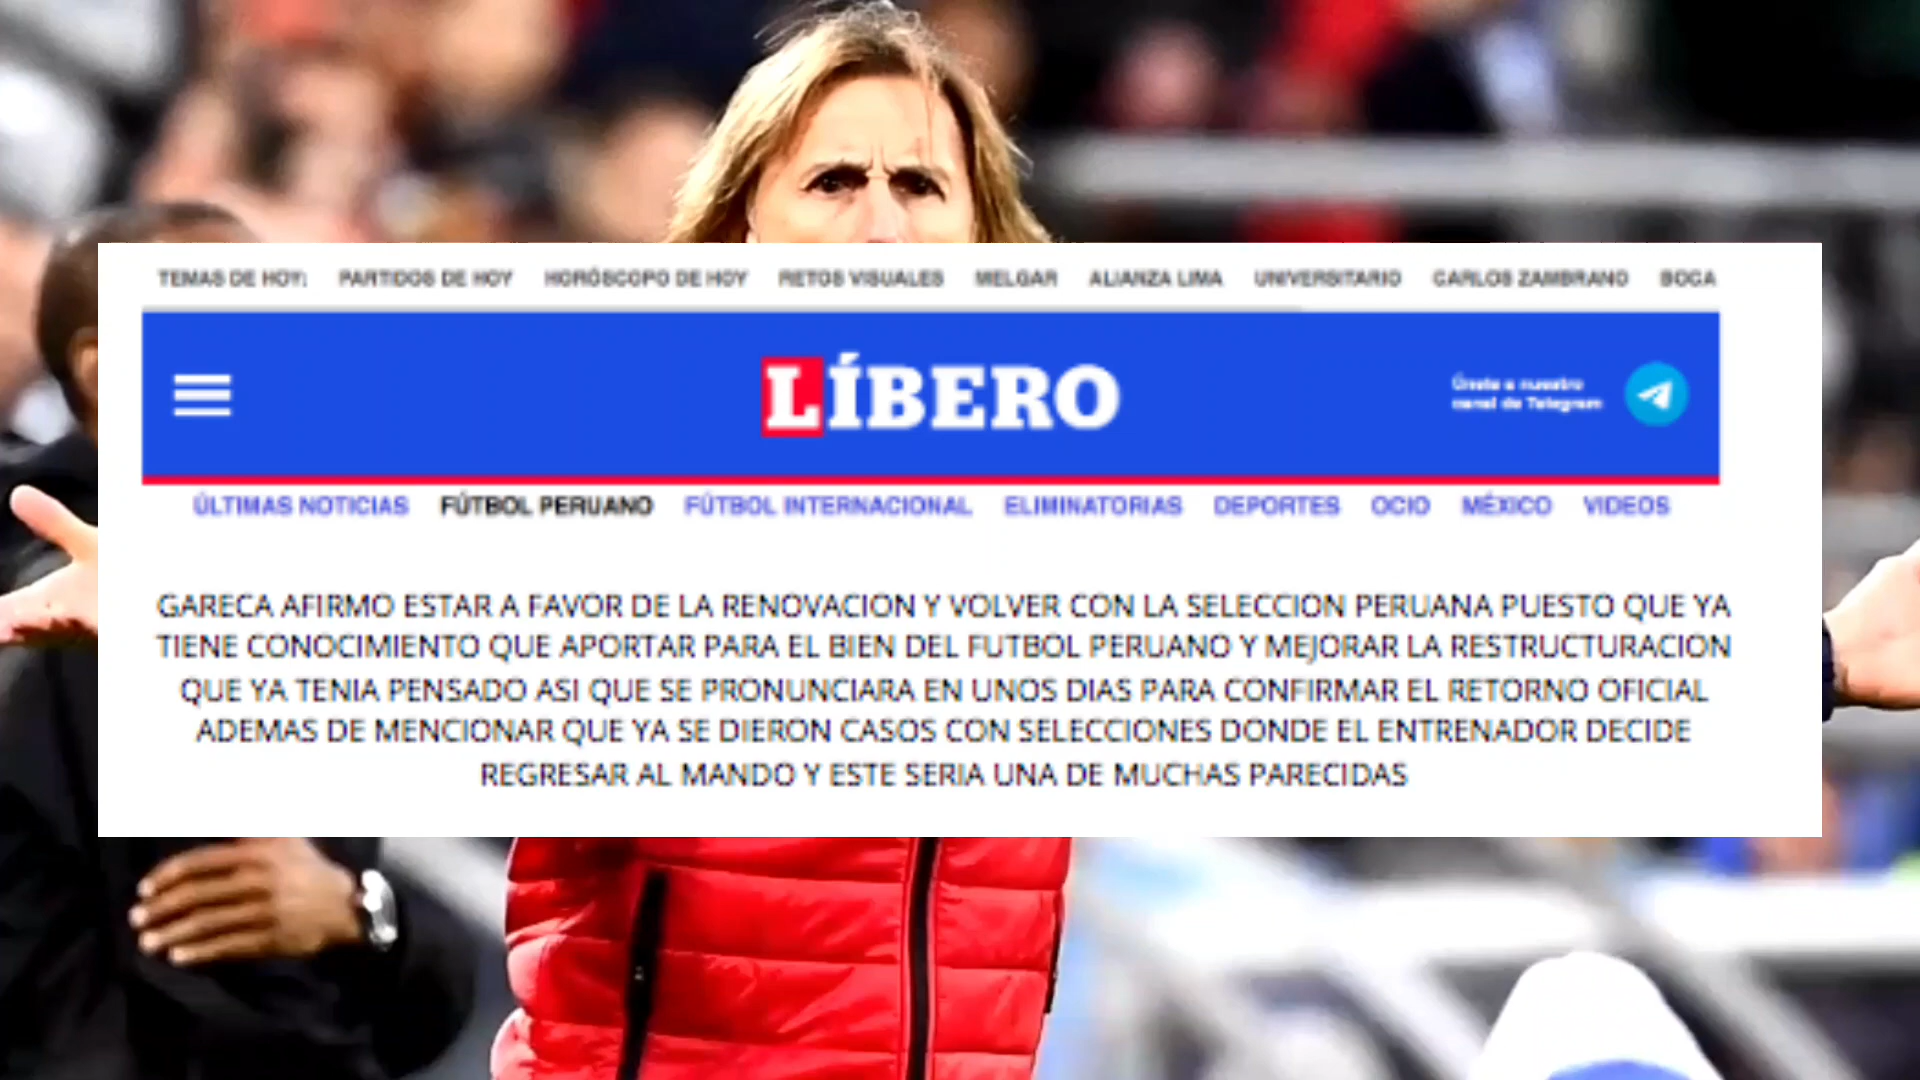 TEMAS DE HOY: PARTIDOS DE HOY HORÓSCOPO DE HOY RETOS VISUALES MELGAR ALIANZA LIMA UNIVERSITARIO CARLOS ZAMBRANO BOCA
LÍBERO
Únete a nuestro
canal de Telegram
ÚLTIMAS NOTICIAS FÚTBOL PERUANO FÚTBOL INTERNACIONAL ELIMINATORIAS DEPORTES OCIO MÉXICO VIDEOS
GARECA AFIRMO ESTAR A FAVOR DE LA RENOVACION Y VOLVER CON LA SELECCION PERUANA PUESTO QUE YA
TIENE CONOCIMIENTO QUE APORTAR PARA EL BIEN DEL FUTBOL PERUANO Y MEJORAR LA RESTRUCTURACION
QUE YA TENIA PENSADO ASI QUE SE PRONUNCIARA EN UNOS DIAS PARA CONFIRMAR EL RETORNO OFICIAL
ADEMAS DE MENCIONAR QUE YA SE DIERON CASOS CON SELECCIONES DONDE EL ENTRENADOR DECIDE
REGRESAR AL MANDO Y ESTE SERIA UNA DE MUCHAS PARECIDAS